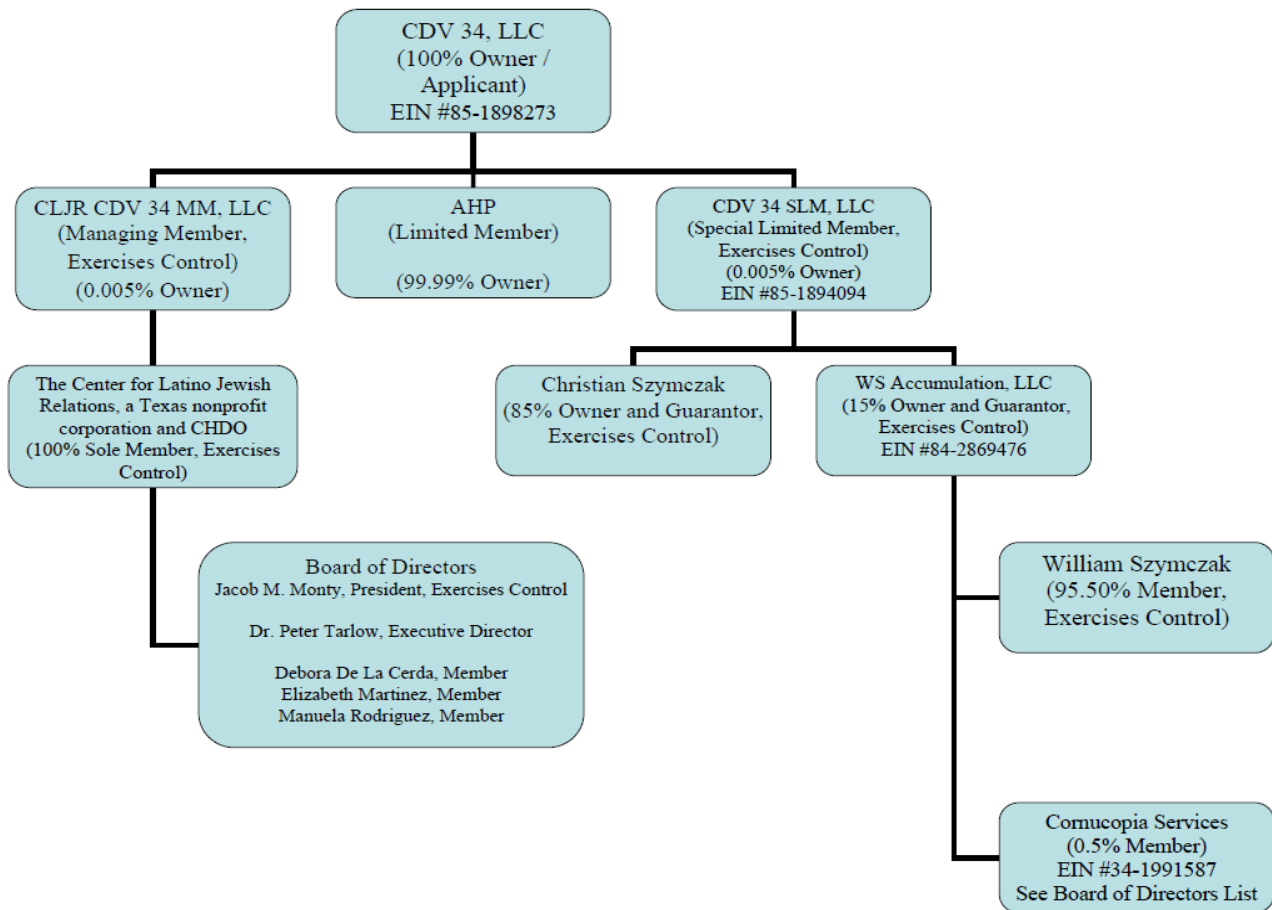 CDV 34, LLC
(100% Owner /
Applicant)
EIN #85-1898273
CLJR CDV 34 MM, LLC
(Managing Member,
Exercises Control)
(0.005% Owner)
AHP
(Limited Member)
(99.99% Owner)
CDV 34 SLM, LLC
(Special Limited Member,
Exercises Control)
(0.005% Owner)
EIN #85-1894094
The Center for Latino Jewish
Relations, a Texas nonprofit
corporation and CHDO
(100% Sole Member, Exercises
Control)
Christian Szymczak
(85% Owner and Guarantor,
Exercises Control)
WS Accumulation, LLC
(15% Owner and Guarantor,
Exercises Control)
EIN #84-2869476
Board of Directors
Jacob M. Monty, President, Exercises Control
Dr. Peter Tarlow, Executive Director
Debora De La Cerda, Member
Elizabeth Martinez, Member
Manuela Rodriguez, Member
William Szymczak
(95.50% Member,
Exercises Control)
Cornucopia Services
(0.5% Member)
EIN #34-1991587
See Board of Directors List